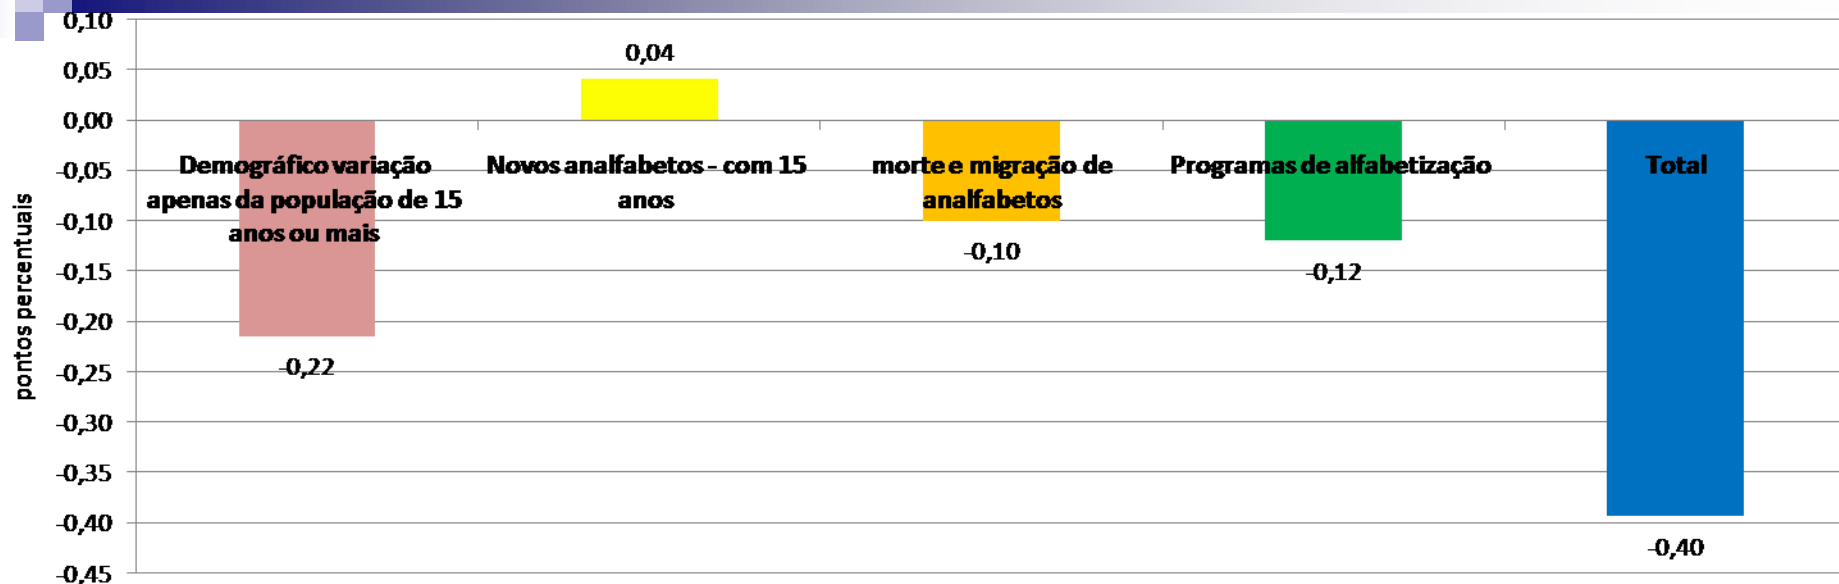 0,10
0,05
0,00
-0,05
-0,10
-0,15
-0,20
-0,25
-0,30
-0,35
-0,40
-0,45
pontos percentuais
Demográfico variação
apenas da população de 15
anos ou mais
-0,22
0,04
Novos analfabetos - com 15
anos
morte e migração de
analfabetos
-0,10
Programas de alfabetização
-0,12
Total
-0,40